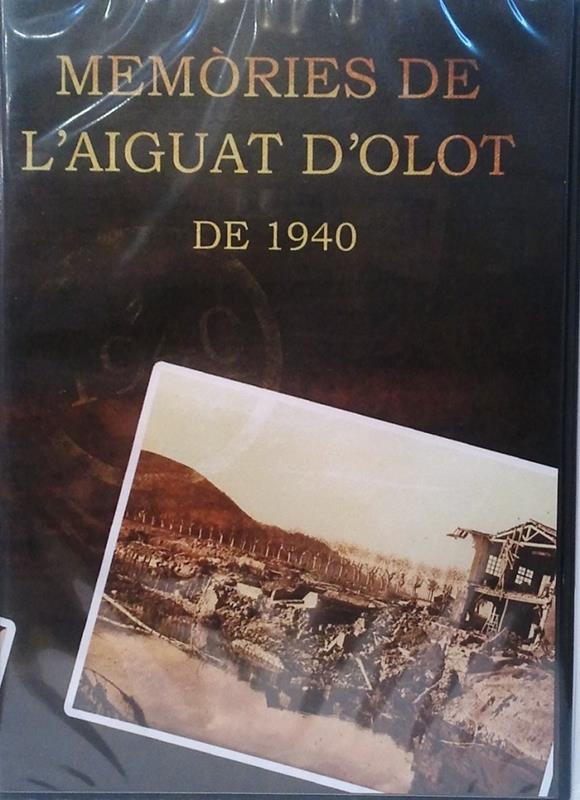 MEMÒRIES DE
L'AIGUAT D'OLOT
DE 1940